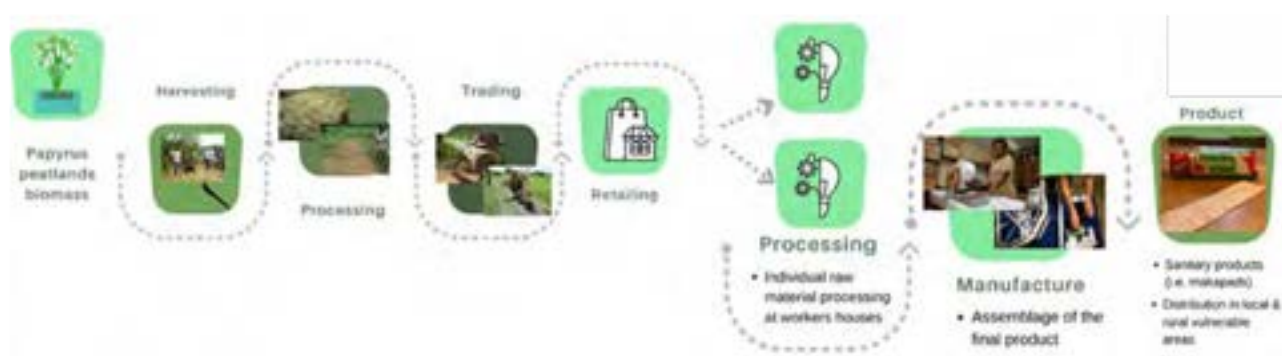 Papyrus
peatlands
biomass
Harvesting
Processing
Trading
Retailing
Processing
• Individual raw
material processing
at workers houses
Manufacture
• Assemblage of the
final product
Product
• Sanitary products
(i.e. makapads)
• Distribution in local &
rural vulnerable
areas